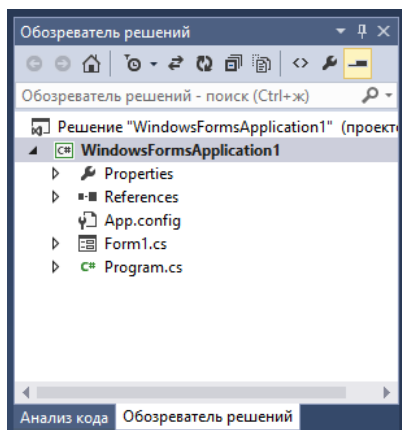 Обозреватель решений
Обозреватель решений - поиск (Ctrl+ж)
Решение "WindowsFormsApplication1" (проекто
C# WindowsFormsApplication1
Properties
References
App.config
Form1.cs
C# Program.cs
Анализ кода Обозреватель решений